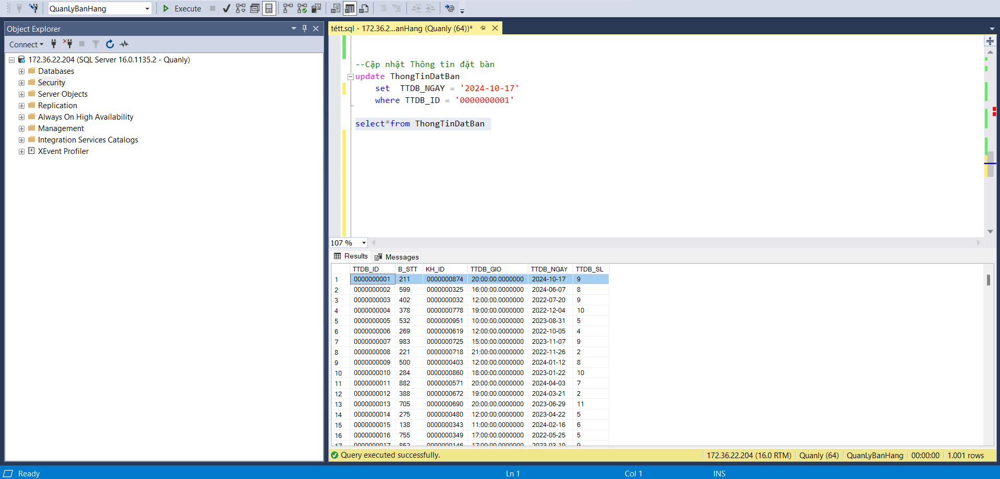 QuanLyBanHang Execute
Object Explorer
Connect
172.36.22.204 (SQL Server 16.0.1135.2 - Quanly)
Databases
Security
Server Objects
Replication
Always On High Availability
Management
Integration Services Catalogs
XEvent Profiler
tétt.sql - 172.36.2...anHang (Quanly (64))*
--Cập nhật Thông tin đặt bàn
update ThongTinDatBan
set TTDB_NGAY = '2024-10-17'
where TTDB_ID = '0000000001'
select*from ThongTinDatBan
107 %
Results Messages
TTDB_ID B_STT KH_ID TTDB_GIO TTDB_NGAY TTDB_SL
1 0000000001 211 0000000874 20:00:00.0000000 2024-10-17 9
2 0000000002 599 0000000325 16:00:00.0000000 2024-06-07 8
3 0000000003 402 0000000032 12:00:00.0000000 2022-07-20 9
4 0000000004 378 0000000778 19:00:00.0000000 2022-12-04 10
5 0000000005 532 0000000951 10:00:00.0000000 2023-08-31 5
6 0000000006 269 0000000619 12:00:00.0000000 2022-10-05 4
7 0000000007 983 0000000725 15:00:00.0000000 2023-11-07 9
8 0000000008 221 0000000718 21:00:00.0000000 2022-11-26 2
9 0000000009 500 0000000403 12:00:00.0000000 2024-01-12 8
10 0000000010 284 0000000860 18:00:00.0000000 2023-01-22 10
11 0000000011 882 0000000571 20:00:00.0000000 2024-04-03 7
12 0000000012 388 0000000672 19:00:00.0000000 2024-03-21 2
13 0000000013 705 0000000690 20:00:00.0000000 2023-06-29 11
14 0000000014 275 0000000480 12:00:00.0000000 2023-04-22 5
15 0000000015 138 0000000343 11:00:00.0000000 2024-02-16 6
16 0000000016 755 0000000349 17:00:00.0000000 2022-05-25 5
17 0000000017 852 0000000146 17:00:00.0000000 2023-03-10 9
Query executed successfully. 172.36.22.204 (16.0 RTM) Quanly (64) QuanLyBanHang 00:00:00 1.001 rows
Ready Ln 1 Col 1 INS